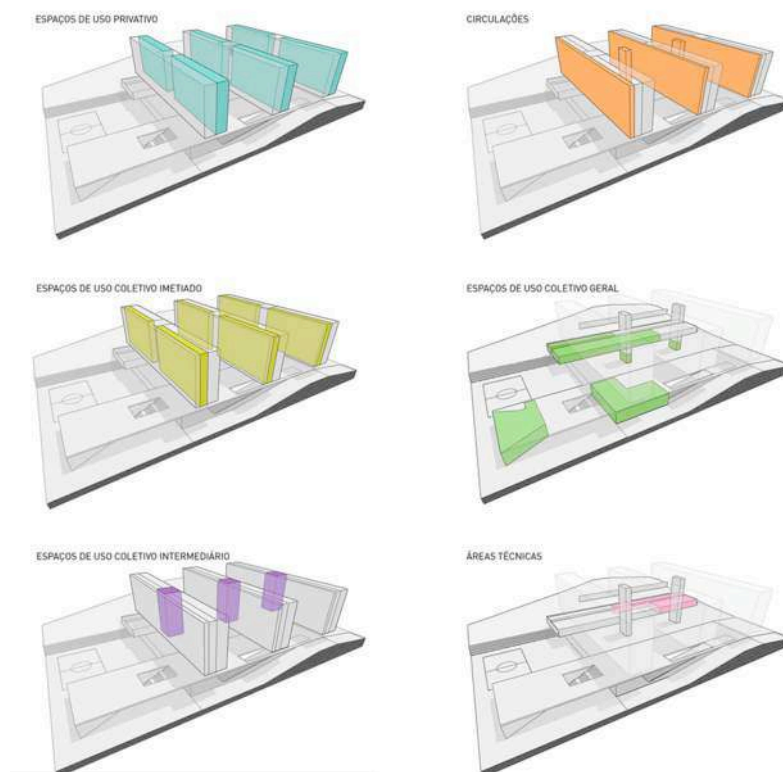 ESPAÇOS DE USO PRIVATIVO
CIRCULAÇÕES
ESPAÇOS DE USO COLETIVO IMETIADO
ESPAÇOS DE USO COLETIVO GERAL
ESPAÇOS DE USO COLETIVO INTERMEDIÁRIO
ÁREAS TÉCNICAS